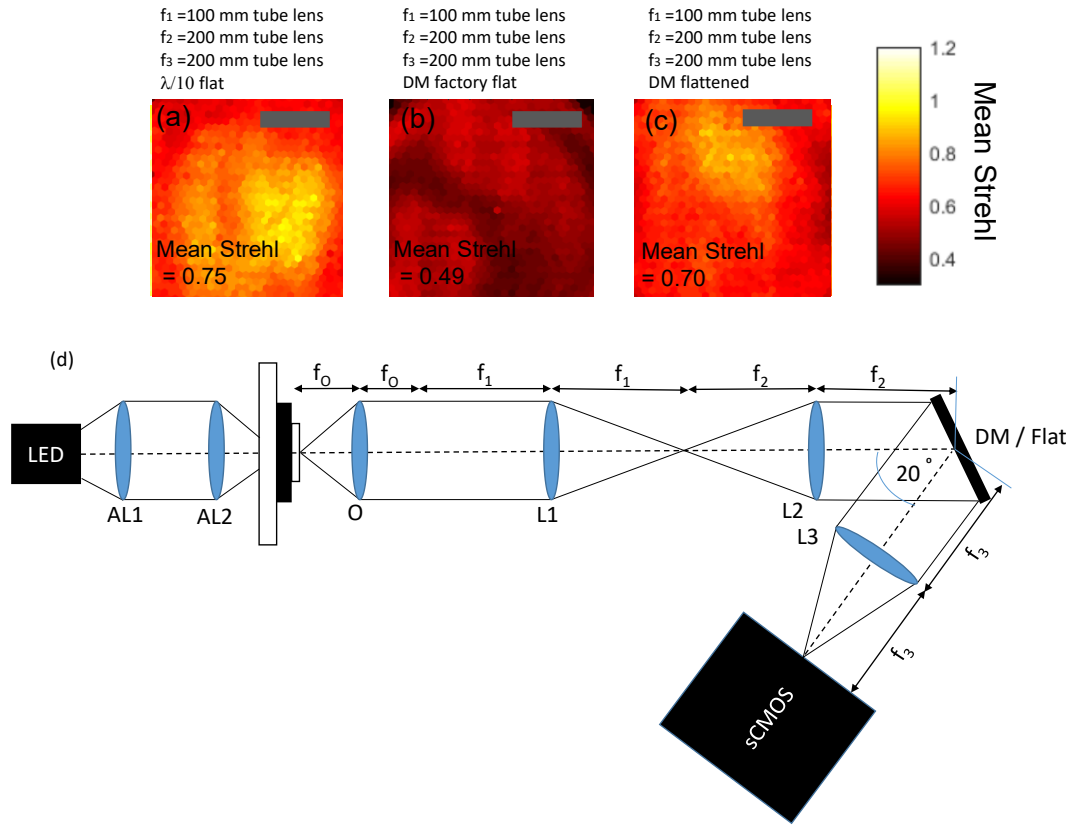 f1 =100 mm tube lens
f2 =200 mm tube lens
f3 =200 mm tube lens
λ/10 flat
f1 =100 mm tube lens
f2 =200 mm tube lens
f3 =200 mm tube lens
DM factory flat
f1 =100 mm tube lens
f2 =200 mm tube lens
f3 =200 mm tube lens
DM flattened
(a)
Mean Strehl
= 0.75
(b)
Mean Strehl
= 0.49
(c)
Mean Strehl
= 0.70
1.2
1
0.8
0.6
0.4
Mean Strehl
(d)
fO
fO
f1
f1
f2
f2
LED
AL1
AL2
O
L1
L2
L3
20 °
DM / Flat
f3
f3
sCMOS